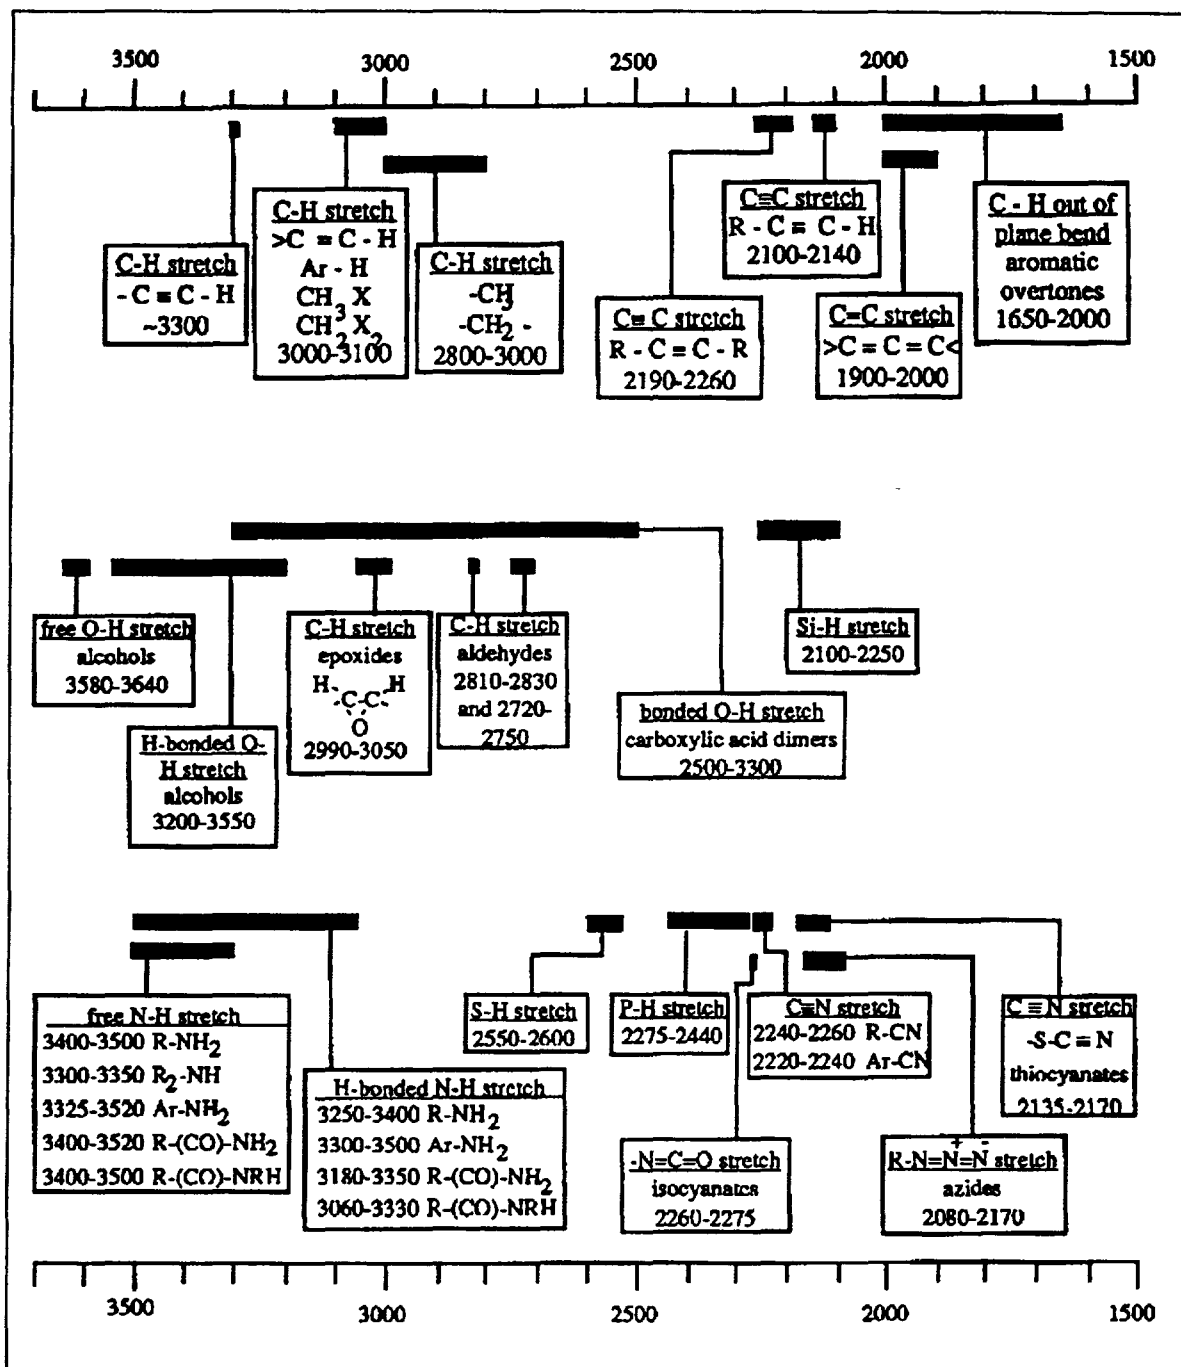 3500 3000 2500 2000 1500
C-H stretch
-C≡C-H
~3300
C-H stretch
>C=C-H
Ar-H
CH3X
CH2X2
3000-3100
C-H stretch
-CH3
-CH2-
2800-3000
C≡C stretch
R-C≡C-R
2190-2260
C≡C stretch
R-C≡C-H
2100-2140
C=C stretch
>C=C=C<
1900-2000
C-H out of
plane bend
aromatic
overtones
1650-2000
free O-H stretch
alcohols
3580-3640
H-bonded O-
H stretch
alcohols
3200-3550
C-H stretch
epoxides
H H
C-C
O
2990-3050
C-H stretch
aldehydes
2810-2830
and 2720-
2750
bonded O-H stretch
carboxylic acid dimers
2500-3300
Si-H stretch
2100-2250
free N-H stretch
3400-3500 R-NH2
3300-3350 R2-NH
3325-3520 Ar-NH2
3400-3520 R-(CO)-NH2
3400-3500 R-(CO)-NRH
H-bonded N-H stretch
3250-3400 R-NH2
3300-3500 Ar-NH2
3180-3350 R-(CO)-NH2
3060-3330 R-(CO)-NRH
S-H stretch
2550-2600
P-H stretch
2275-2440
C≡N stretch
2240-2260 R-CN
2220-2240 Ar-CN
-N=C=O stretch
isocyanates
2260-2275
+ -
R-N=N=N stretch
azides
2080-2170
C≡N stretch
-S-C≡N
thiocyanates
2135-2170
3500 3000 2500 2000 1500